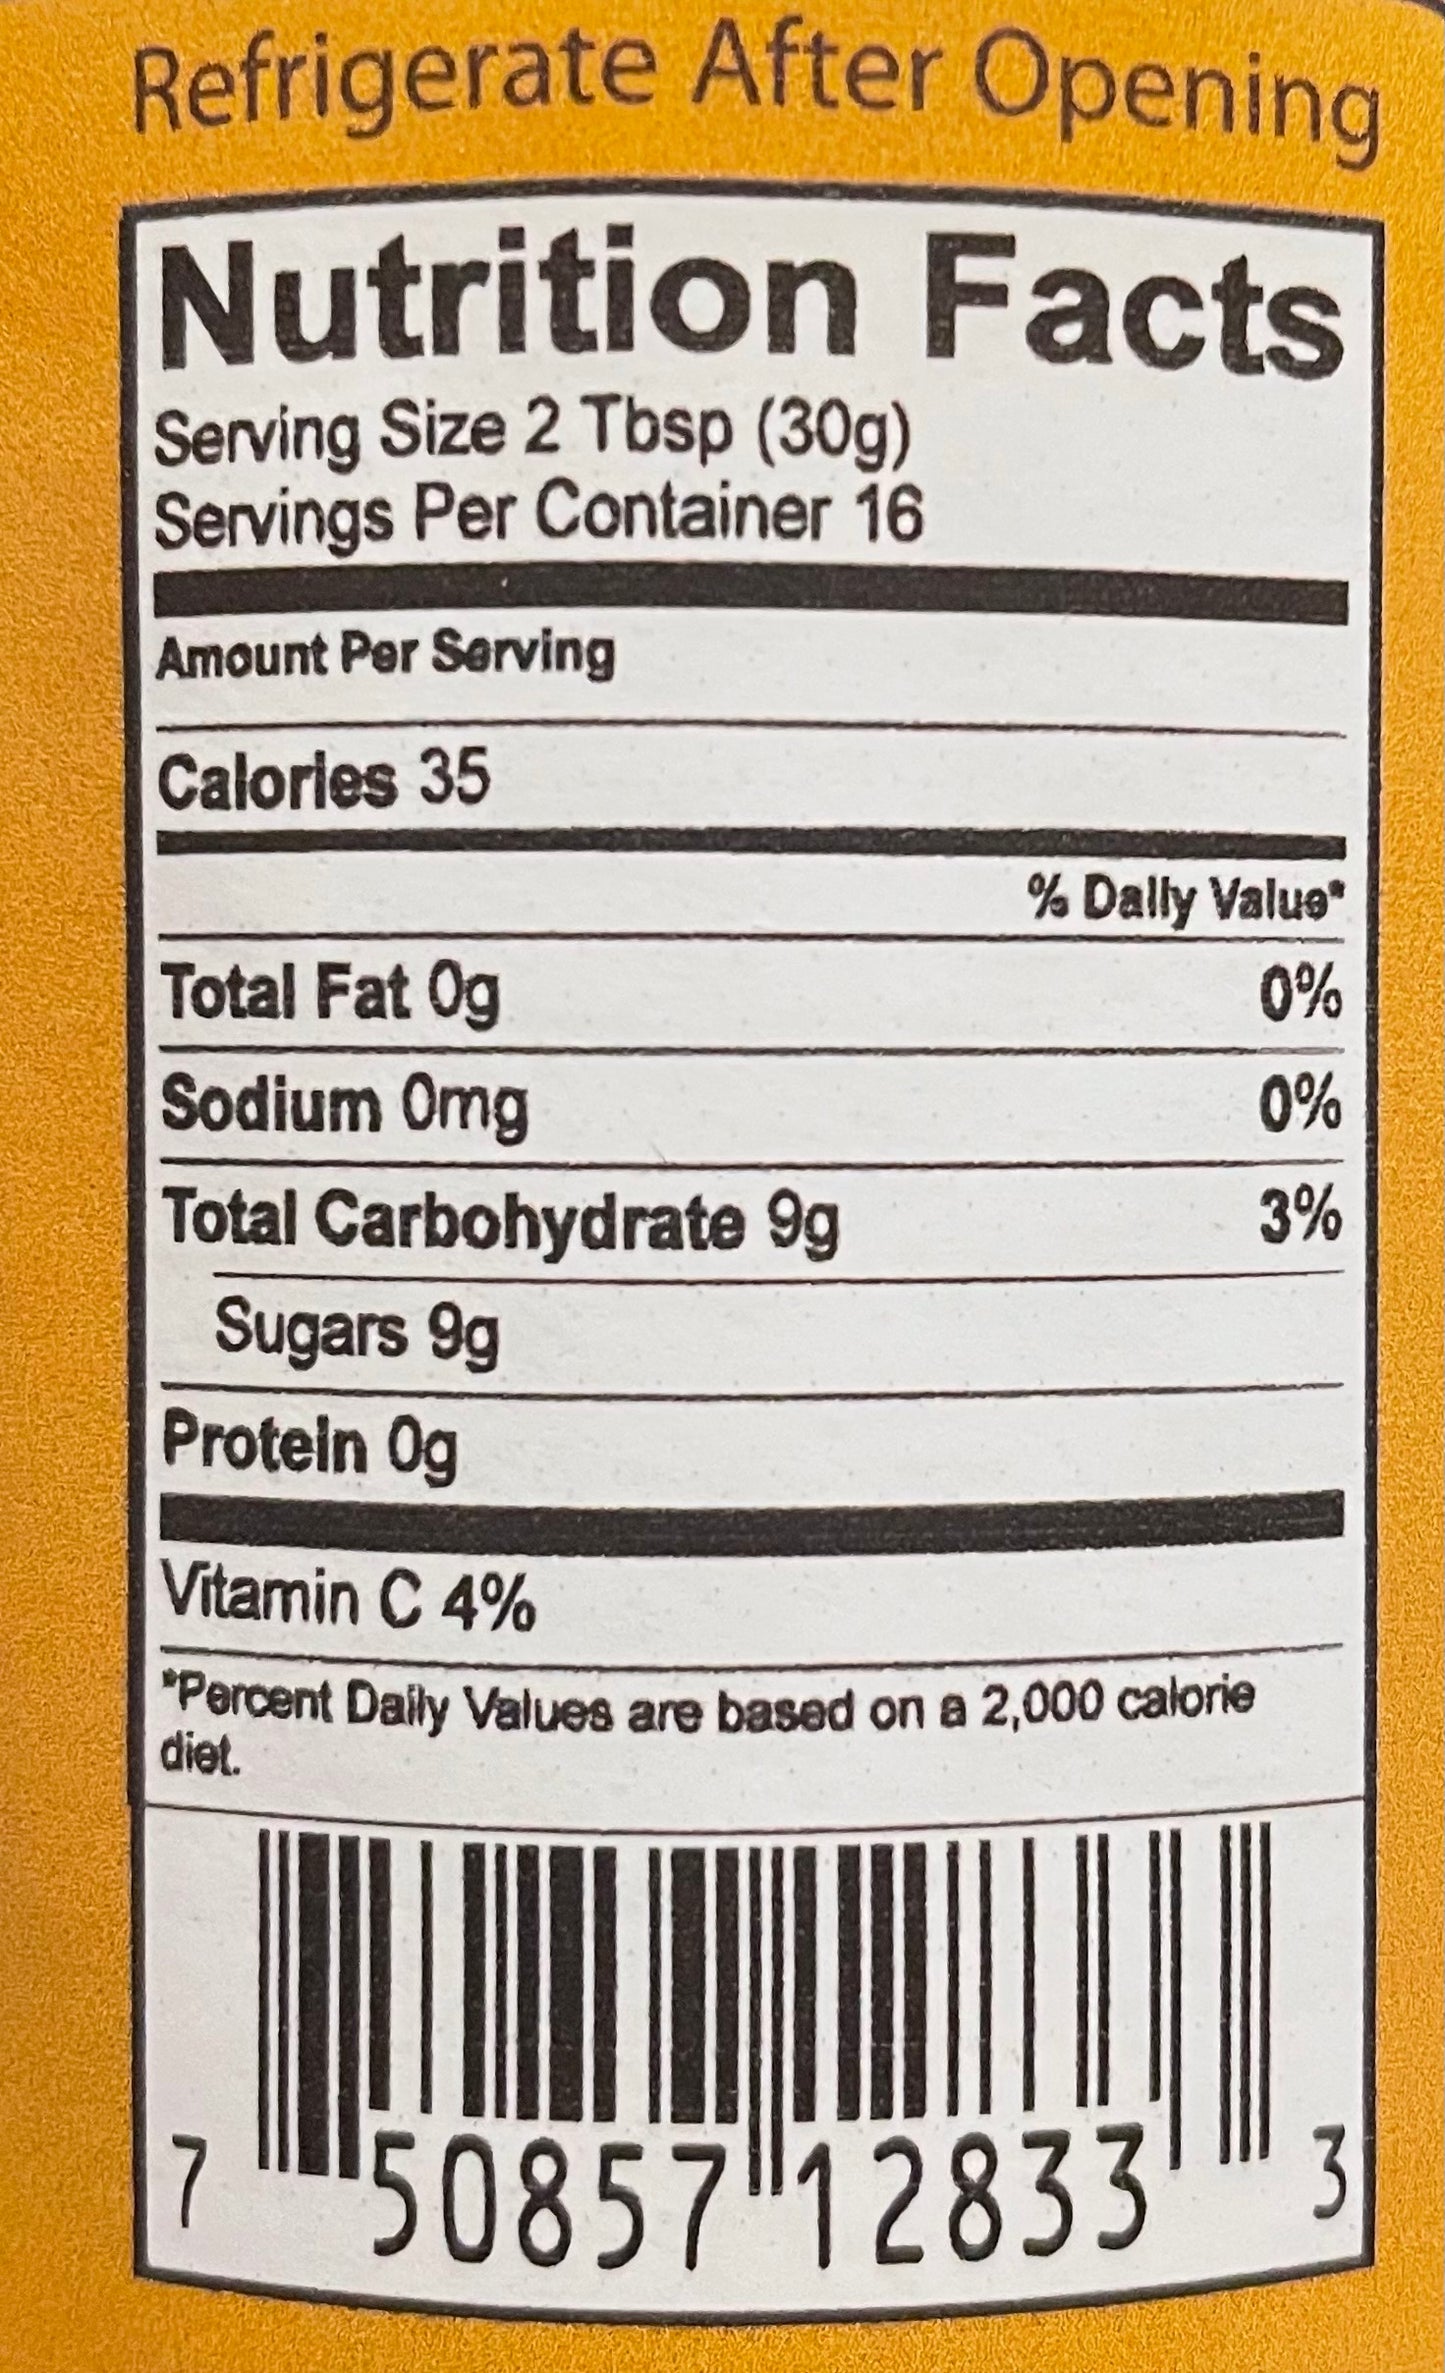 Refrigerate After Opening
Nutrition Facts
Serving Size 2 Tbsp (30g)
Servings Per Container 16
Amount Per Serving
Calories 35
% Daily Value*
Total Fat 0g 0%
Sodium 0mg 0%
Total Carbohydrate 9g 3%
Sugars 9g
Protein 0g
Vitamin C 4%
*Percent Daily Values are based on a 2,000 calorie
diet.
7 50857 12833 3